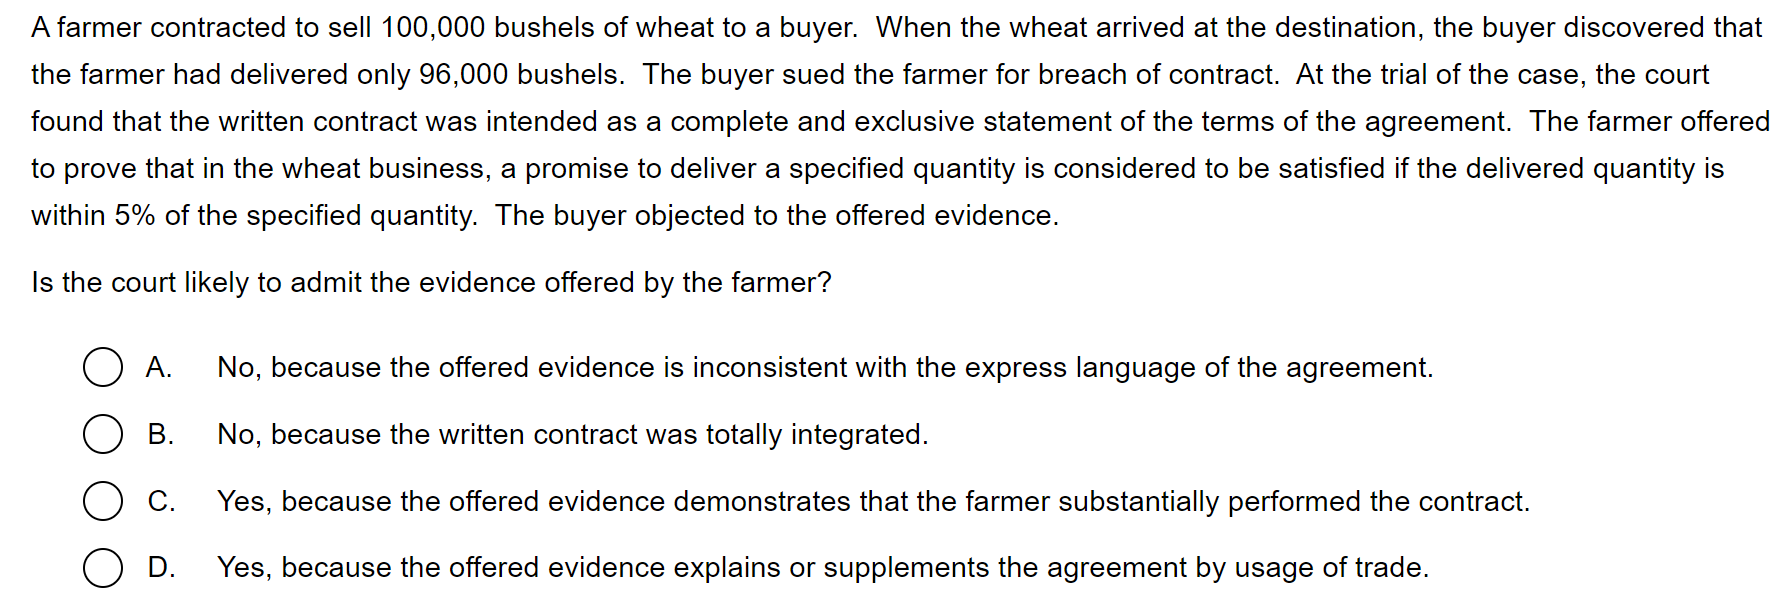 A farmer contracted to sell 100,000 bushels of wheat to a buyer.  When the wheat arrived at the destination, the buyer discovered that
the farmer had delivered only 96,000 bushels.  The buyer sued the farmer for breach of contract.  At the trial of the case, the court
found that the written contract was intended as a complete and exclusive statement of the terms of the agreement.  The farmer offered
to prove that in the wheat business, a promise to deliver a specified quantity is considered to be satisfied if the delivered quantity is
within 5% of the specified quantity.  The buyer objected to the offered evidence.
Is the court likely to admit the evidence offered by the farmer?
A. No, because the offered evidence is inconsistent with the express language of the agreement.
B. No, because the written contract was totally integrated.
C. Yes, because the offered evidence demonstrates that the farmer substantially performed the contract.
D. Yes, because the offered evidence explains or supplements the agreement by usage of trade.